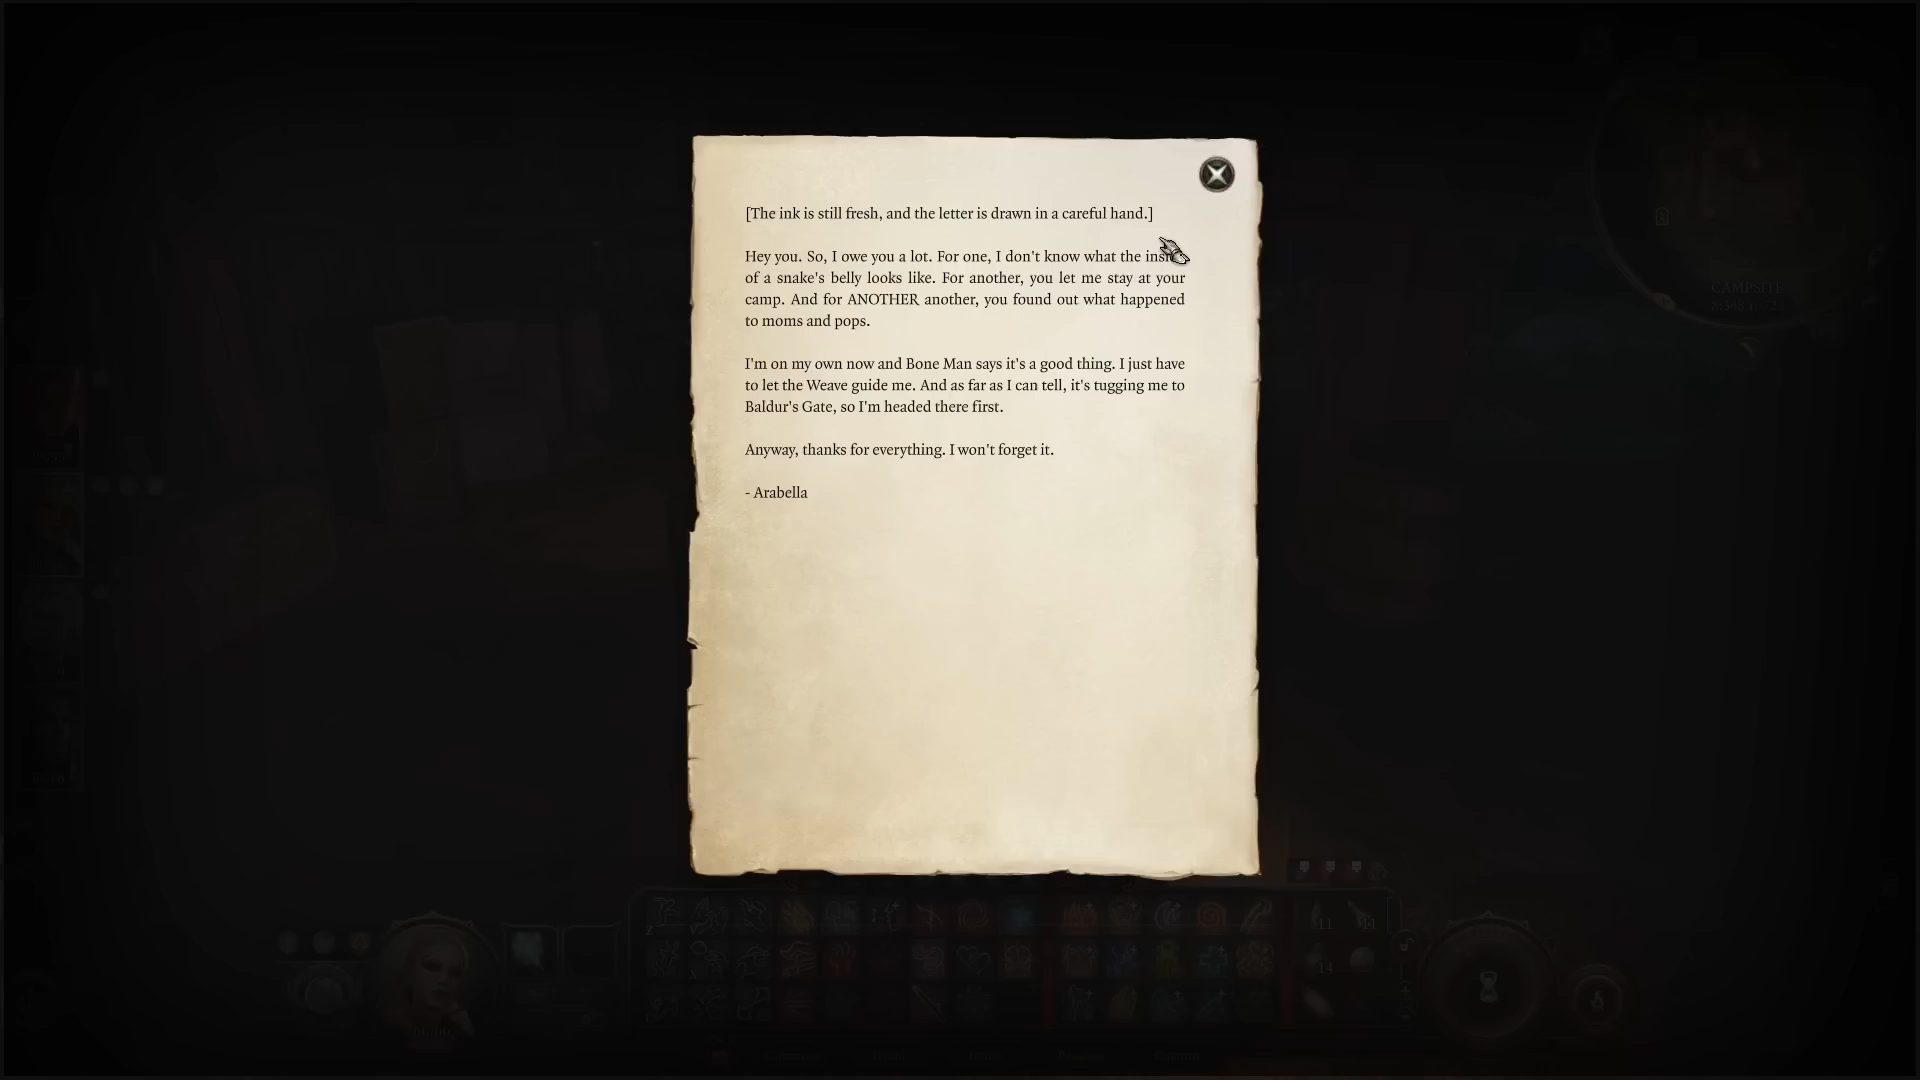 [The ink is still fresh, and the letter is drawn in a careful hand.]
Hey you. So, I owe you a lot. For one, I don't know what the
of a snake's belly looks like. For another, you let me stay at your
camp. And for ANOTHER another, you found out what happened
to moms and pops.
I'm on my own now and Bone Man says it's a good thing. I just have
to let the Weave guide me. And as far as I can tell, it's tugging me to
Baldur's Gate, so I'm headed there first.
Anyway, thanks for everything. I won't forget it.
- Arabella
CAMPSITE
11
14